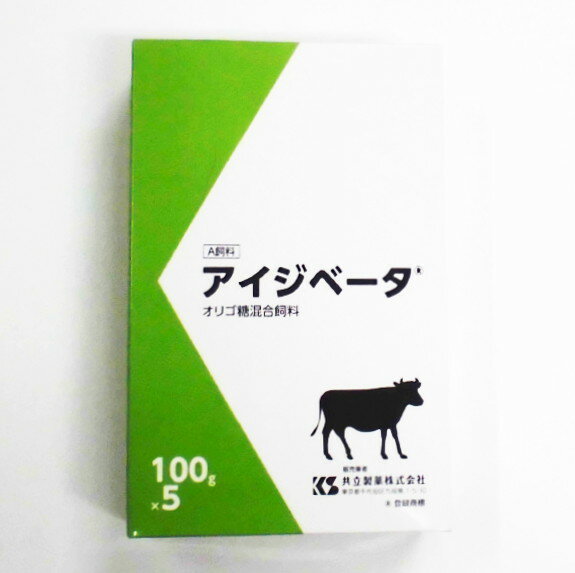 A飼料
アイジベータ*
オリゴ糖混合飼料
100g
×5
販売業者
KS 共立製薬株式会社
* 登録商標